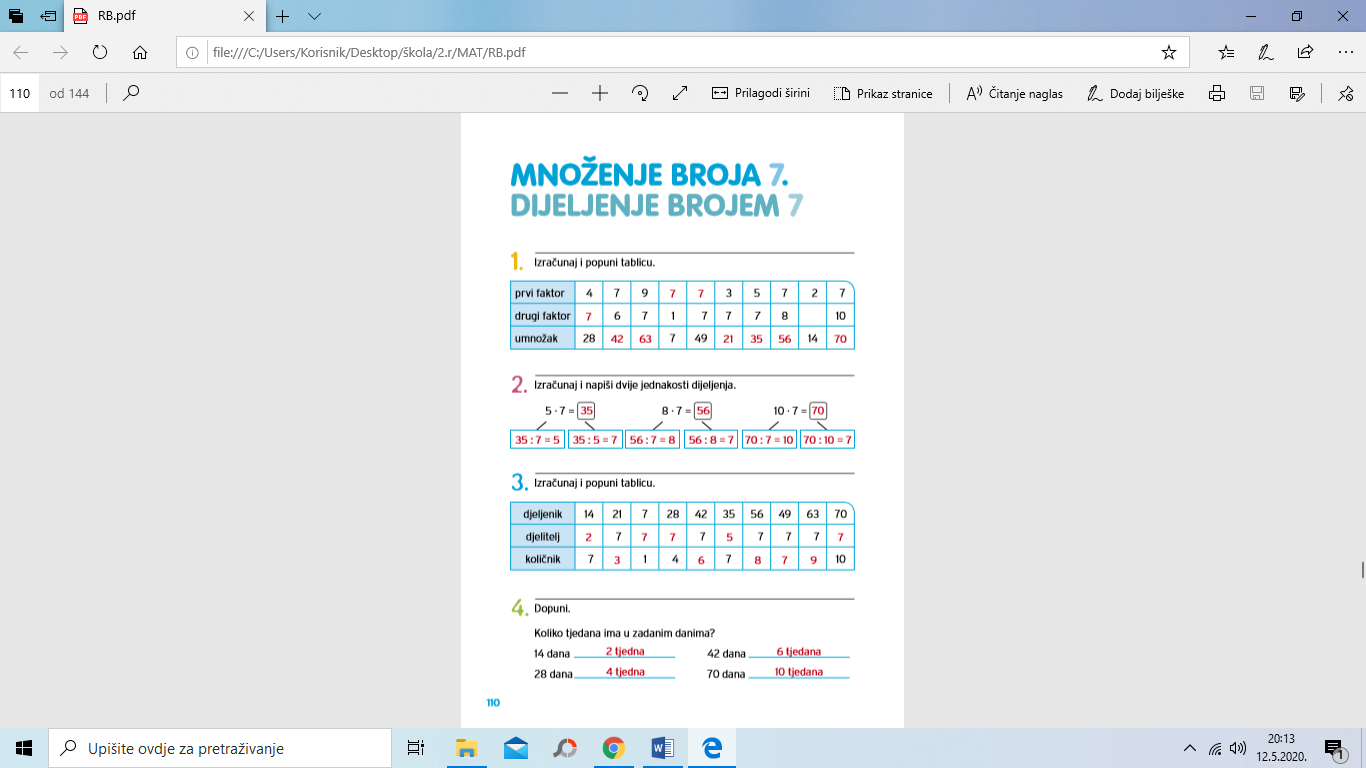 RB.pdf
file:///C:/Users/Korisnik/Desktop/škola/2.r/MAT/RB.pdf
110 od 144 Prilagodi širini Prikaz stranice Čitanje naglas Dodaj bilješke
MNOŽENJE BROJA 7.
DIJELJENJE BROJEM 7
1. Izračunaj i popuni tablicu.
prvi faktor 4 7 9 7 7 3 5 7 2 7
drugi faktor 7 6 7 1 7 7 7 8 10
umnožak 28 42 63 7 49 21 35 56 14 70
2. Izračunaj i napiši dvije jednakosti dijeljenja.
5 · 7 = 35 8 · 7 = 56 10 · 7 = 70
35 : 7 = 5 35 : 5 = 7 56 : 7 = 8 56 : 8 = 7 70 : 7 = 10 70 : 10 = 7
3. Izračunaj i popuni tablicu.
djeljenik 14 21 7 28 42 35 56 49 63 70
djelitelj 2 7 7 7 7 5 7 7 7 7
količnik 7 3 1 4 6 7 8 7 9 10
4. Dopuni.
Koliko tjedana ima u zadanim danima?
14 dana 2 tjedna 42 dana 6 tjedana
28 dana 4 tjedna 70 dana 10 tjedana
110
Upišite ovdje za pretraživanje
20:13
12.5.2020.
1